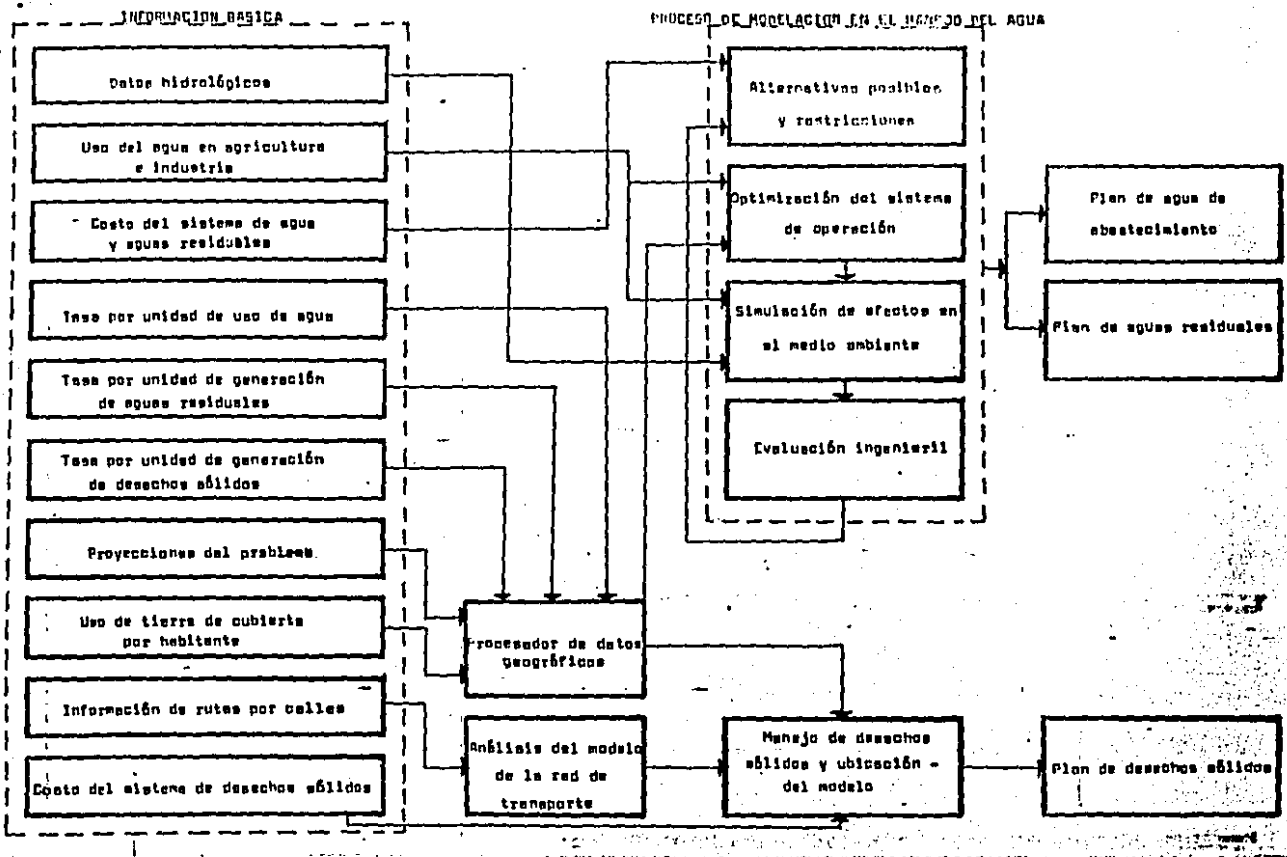 INFORMACION BASICA
Datos hidrológicos
Uso del agua en agricultura
e industria
Costo del sistema de agua
y aguas residuales
Tasa por unidad de uso de agua
Tasa por unidad de generación
de aguas residuales
Tasa por unidad de generación
de desechos sólidos
Proyecciones del problema
Uso de tierra de cubierta
por habitante
Información de rutas por calles
Costo del sistema de desechos sólidos
Procesador de datos
geográficos
Análisis del modelo
de la red de
transporte
PROCESO DE MODELACION EN EL MANEJO DEL AGUA
Alternativas posibles
y restricciones
Optimización del sistema
de operación
Simulación de efectos en
el medio ambiente
Evaluación ingenieril
Manejo de desechos
sólidos y ubicación -
del modelo
Plan de agua de
abastecimiento
Plan de aguas residuales
Plan de desechos sólidos